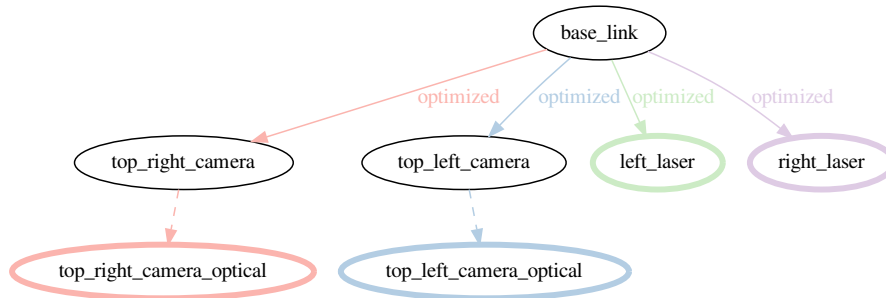 base_link
optimized optimized optimized optimized
top_right_camera top_left_camera left_laser right_laser
top_right_camera_optical top_left_camera_optical